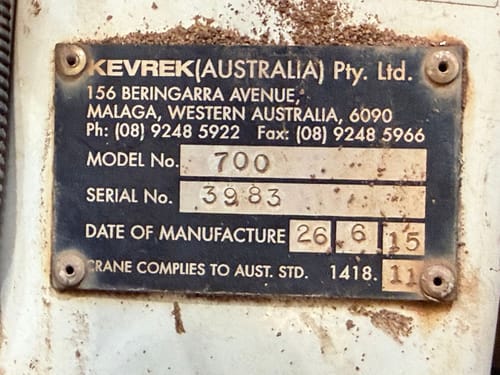 KEVREK (AUSTRALIA) Pty. Ltd.
156 BERINGARRA AVENUE,
MALAGA, WESTERN AUSTRALIA, 6090
Ph: (08) 9248 5922 Fax: (08) 9248 5966
MODEL No. 700
SERIAL No. 3983
DATE OF MANUFACTURE 26 6 15
CRANE COMPLIES TO AUST. STD. 1418. 11